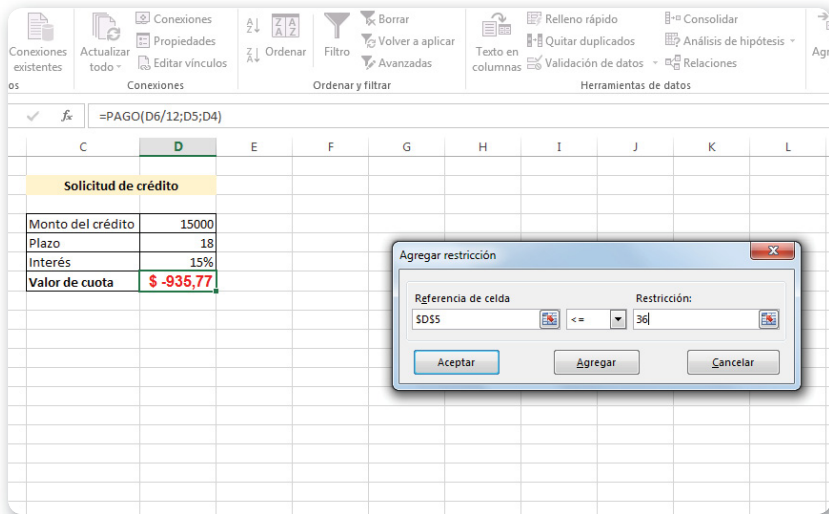 Conexiones existentes
Actualizar todo
Conexiones
Propiedades
Editar vínculos
Ordenar
Filtro
Borrar
Volver a aplicar
Avanzadas
Texto en columnas
Relleno rápido
Quitar duplicados
Validación de datos
Consolidar
Análisis de hipótesis
Relaciones
Agr
os
Conexiones
Ordenar y filtrar
Herramientas de datos
fx =PAGO(D6/12;D5;D4)
C D E F G H I J K L
Solicitud de crédito
Monto del crédito 15000
Plazo 18
Interés 15%
Valor de cuota $ -935,77
Agregar restricción
Referencia de celda Restricción:
$D$5 <= 36
Aceptar Agregar Cancelar